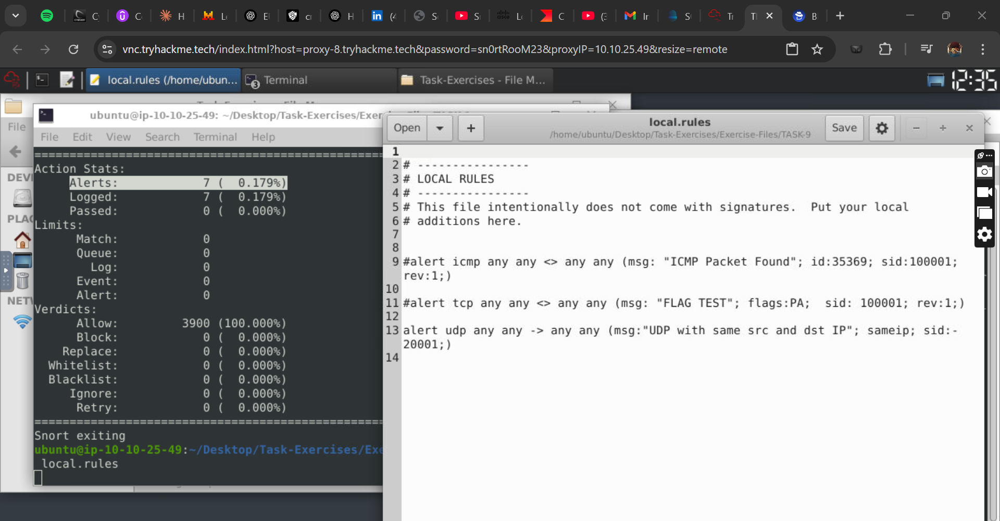 vnc.tryhackme.tech/index.html?host=proxy-8.tryhackme.tech&password=sn0rtRooM23&proxyIP=10.10.25.49&resize=remote
local.rules (/home/ubun...
3
Terminal
Task-Exercises - File M...
12:35
File
DEVI
PLAC
NETV
ubuntu@ip-10-10-25-49: ~/Desktop/Task-Exercises/Exer
File Edit View Search Terminal Help
Action Stats:
Alerts: 7 ( 0.179%)
Logged: 7 ( 0.179%)
Passed: 0 ( 0.000%)
Limits:
Match: 0
Queue: 0
Log: 0
Event: 0
Alert: 0
Verdicts:
Allow: 3900 (100.000%)
Block: 0 ( 0.000%)
Replace: 0 ( 0.000%)
Whitelist: 0 ( 0.000%)
Blacklist: 0 ( 0.000%)
Ignore: 0 ( 0.000%)
Retry: 0 ( 0.000%)
Snort exiting
ubuntu@ip-10-10-25-49:~/Desktop/Task-Exercises/Exe
local.rules
Open
local.rules
/home/ubuntu/Desktop/Task-Exercises/Exercise-Files/TASK-9
Save
1
2 # ----------------
3 # LOCAL RULES
4 # ----------------
5 # This file intentionally does not come with signatures. Put your local
6 # additions here.
7
8
9 #alert icmp any any <> any any (msg: "ICMP Packet Found"; id:35369; sid:100001;
rev:1;)
10
11 #alert tcp any any <> any any (msg: "FLAG TEST"; flags:PA; sid: 100001; rev:1;)
12
13 alert udp any any -> any any (msg:"UDP with same src and dst IP"; sameip; sid:-
20001;)
14